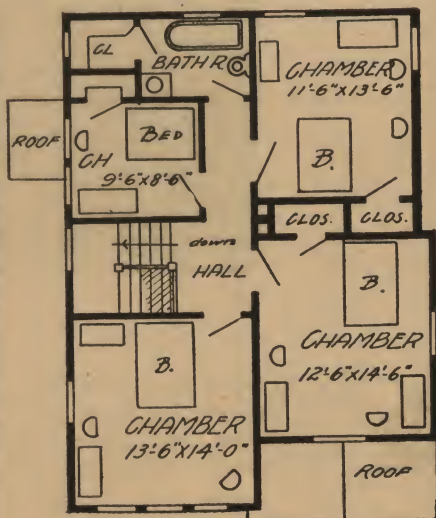 CL
BATH R
CHAMBER
11'-6"X13'-6"
ROOF
BED
CH
9'-6"X8'-6"
B.
CLOS.
CLOS.
down
HALL
B.
B.
CHAMBER
12'-6"X14'-6"
CHAMBER
13'-6"X14'-0"
ROOF